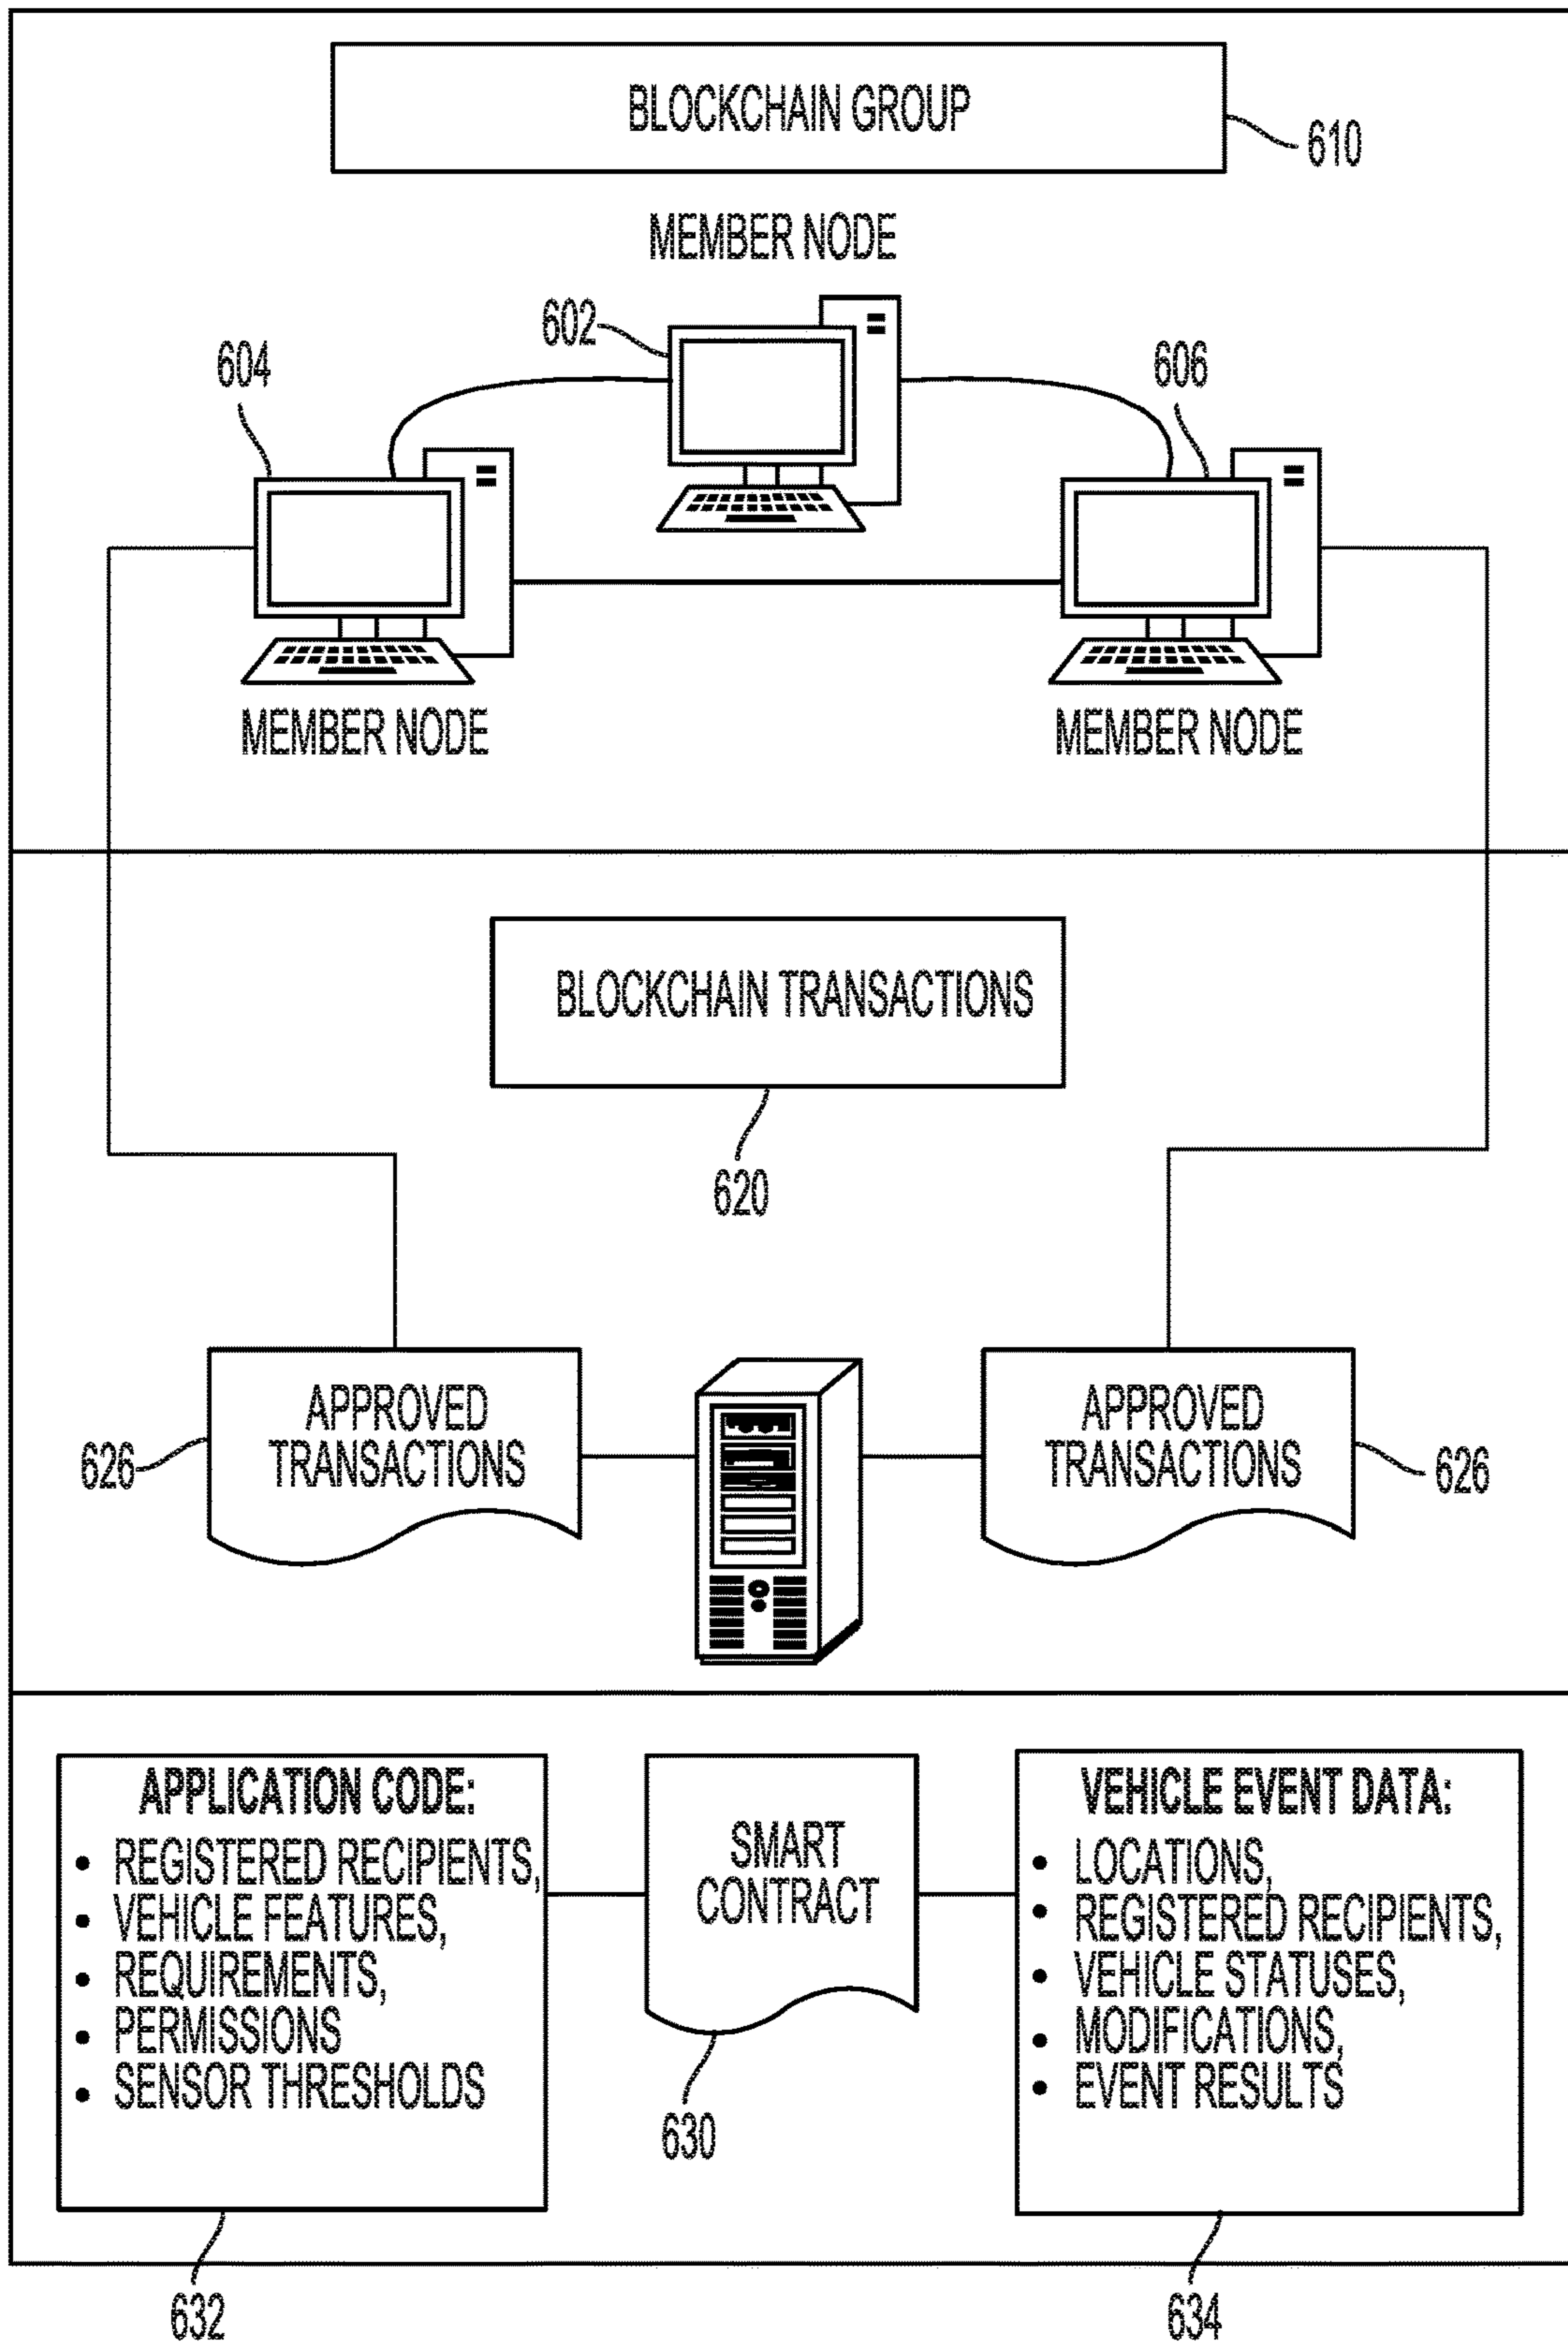 BLOCKCHAIN GROUP
610
MEMBER NODE
602
604
606
MEMBER NODE
MEMBER NODE
BLOCKCHAIN TRANSACTIONS
620
APPROVED
TRANSACTIONS
626
APPROVED
TRANSACTIONS
626
APPLICATION CODE:
• REGISTERED RECIPIENTS,
• VEHICLE FEATURES,
• REQUIREMENTS,
• PERMISSIONS
• SENSOR THRESHOLDS
632
SMART
CONTRACT
630
VEHICLE EVENT DATA:
• LOCATIONS,
• REGISTERED RECIPIENTS,
• VEHICLE STATUSES,
• MODIFICATIONS,
• EVENT RESULTS
634